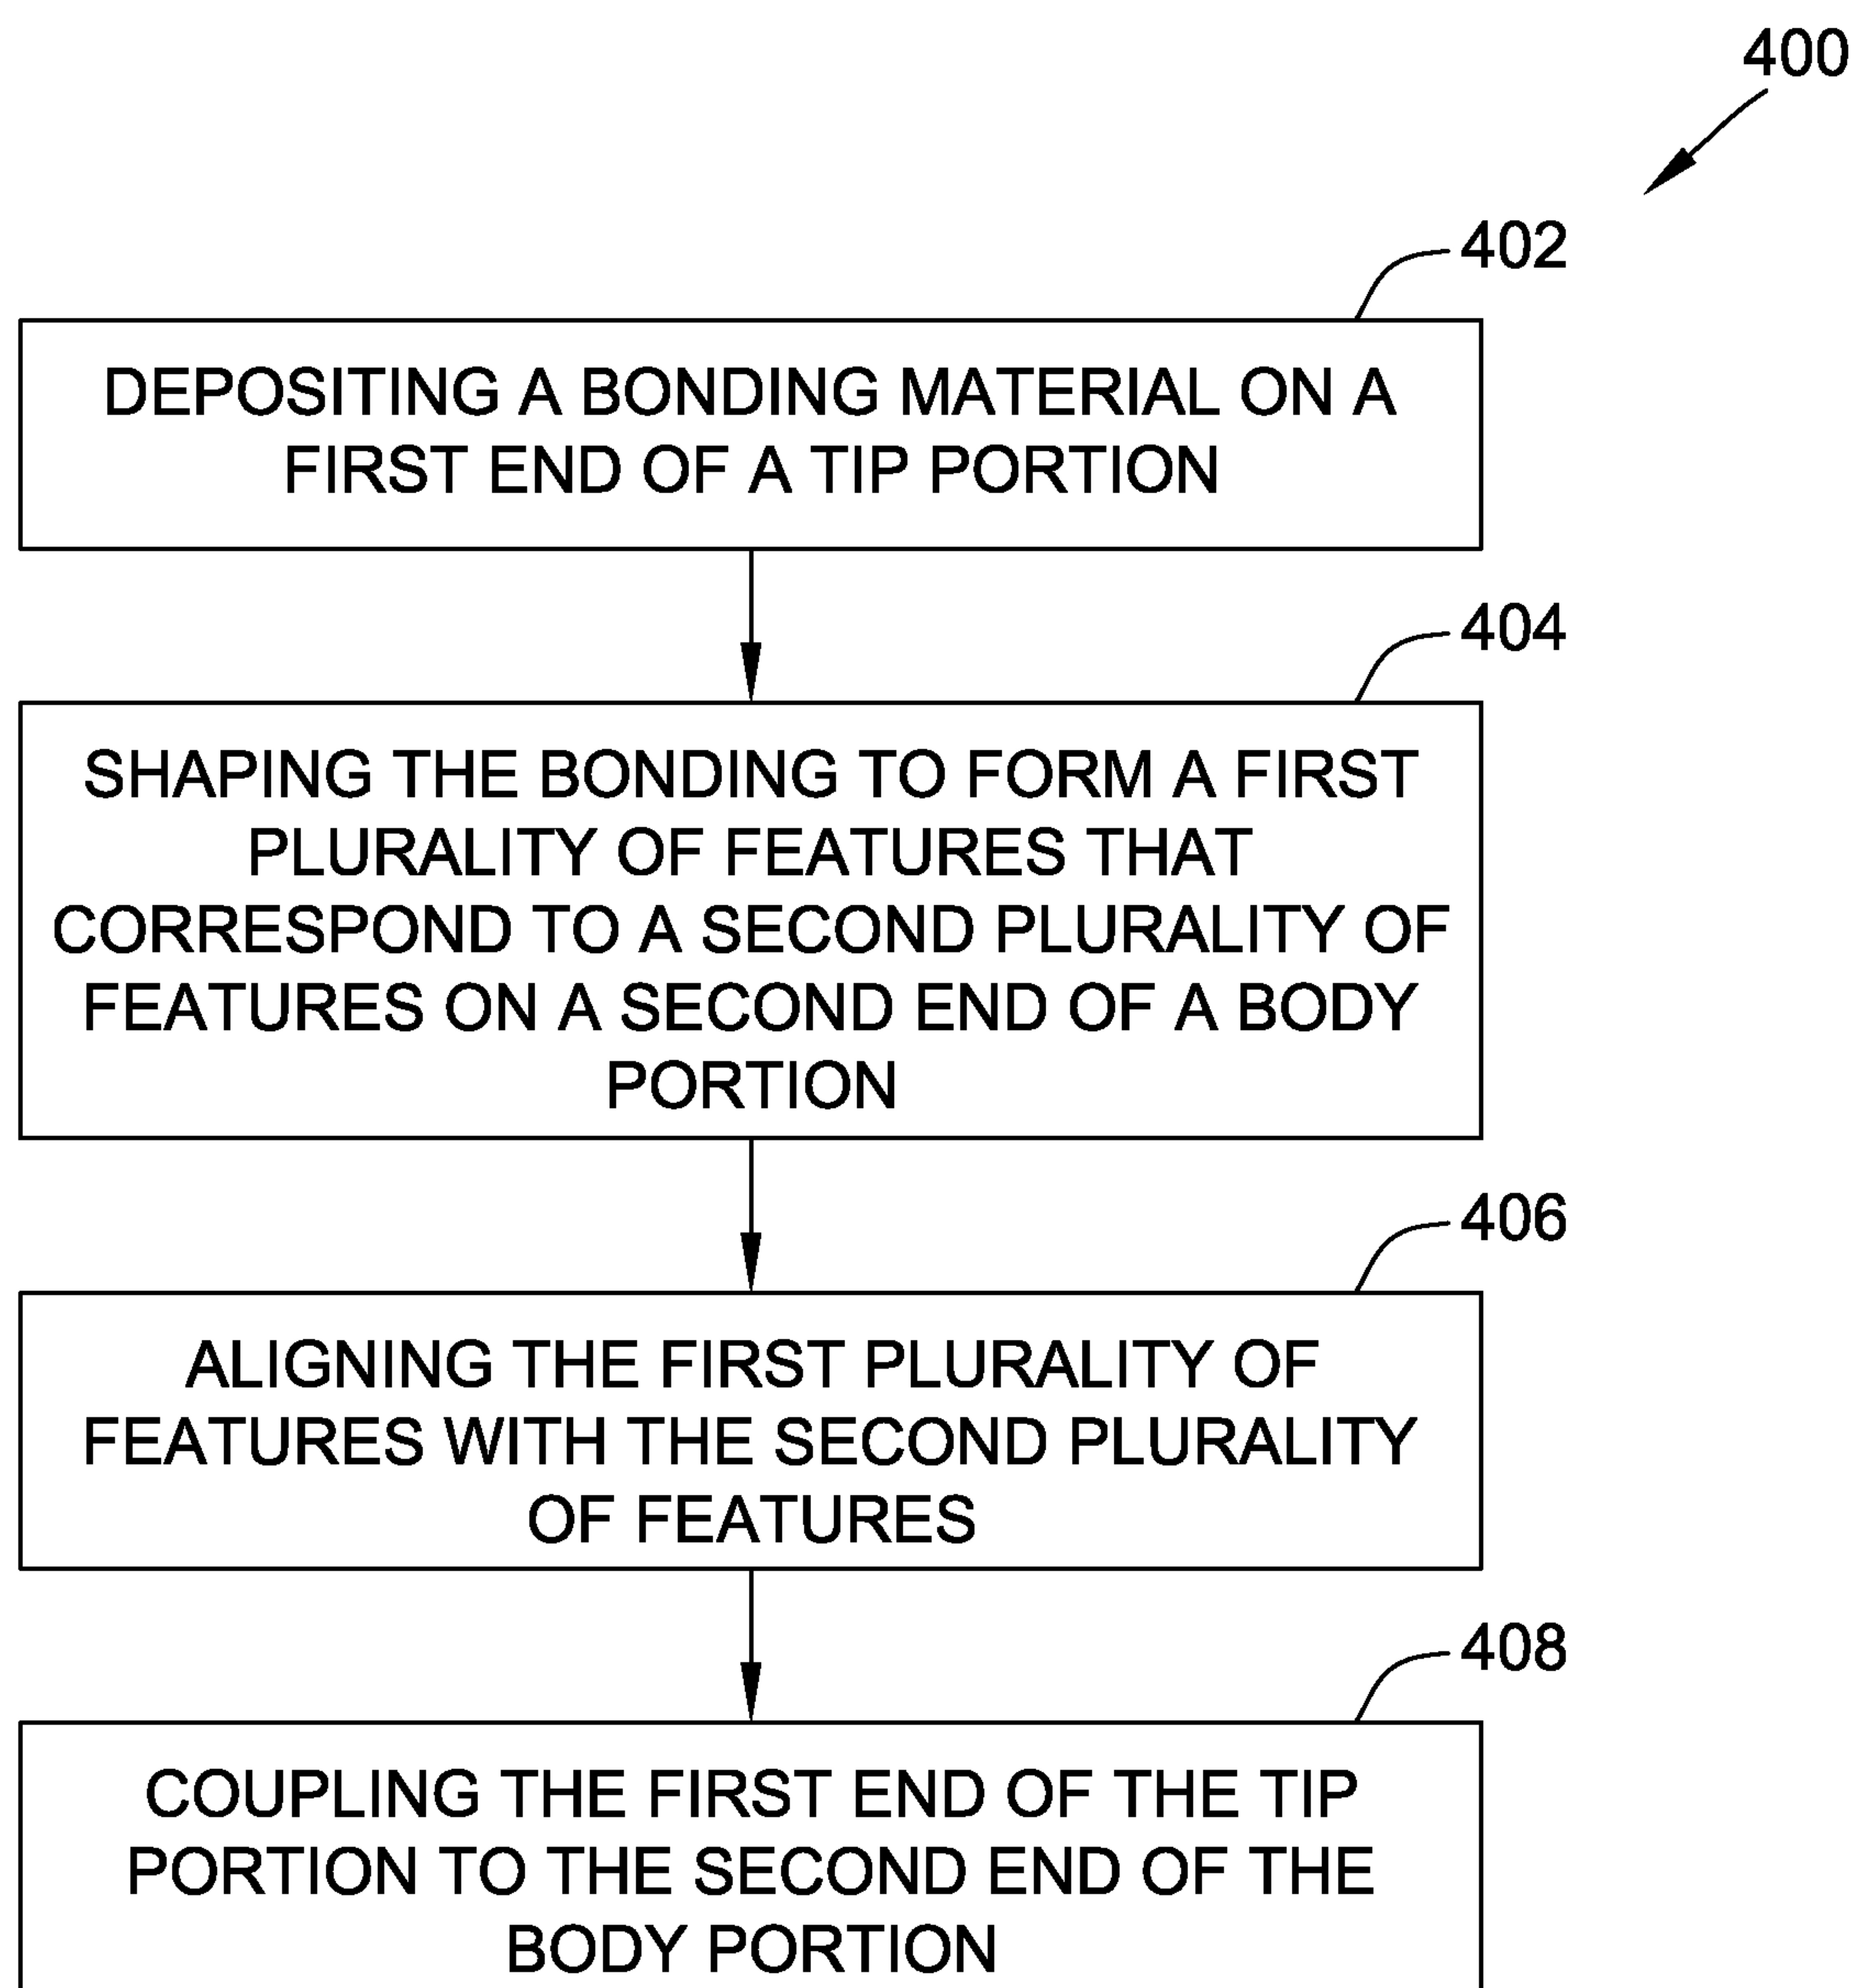 400
402
DEPOSITING A BONDING MATERIAL ON A
FIRST END OF A TIP PORTION
404
SHAPING THE BONDING TO FORM A FIRST
PLURALITY OF FEATURES THAT
CORRESPOND TO A SECOND PLURALITY OF
FEATURES ON A SECOND END OF A BODY
PORTION
406
ALIGNING THE FIRST PLURALITY OF
FEATURES WITH THE SECOND PLURALITY
OF FEATURES
408
COUPLING THE FIRST END OF THE TIP
PORTION TO THE SECOND END OF THE
BODY PORTION